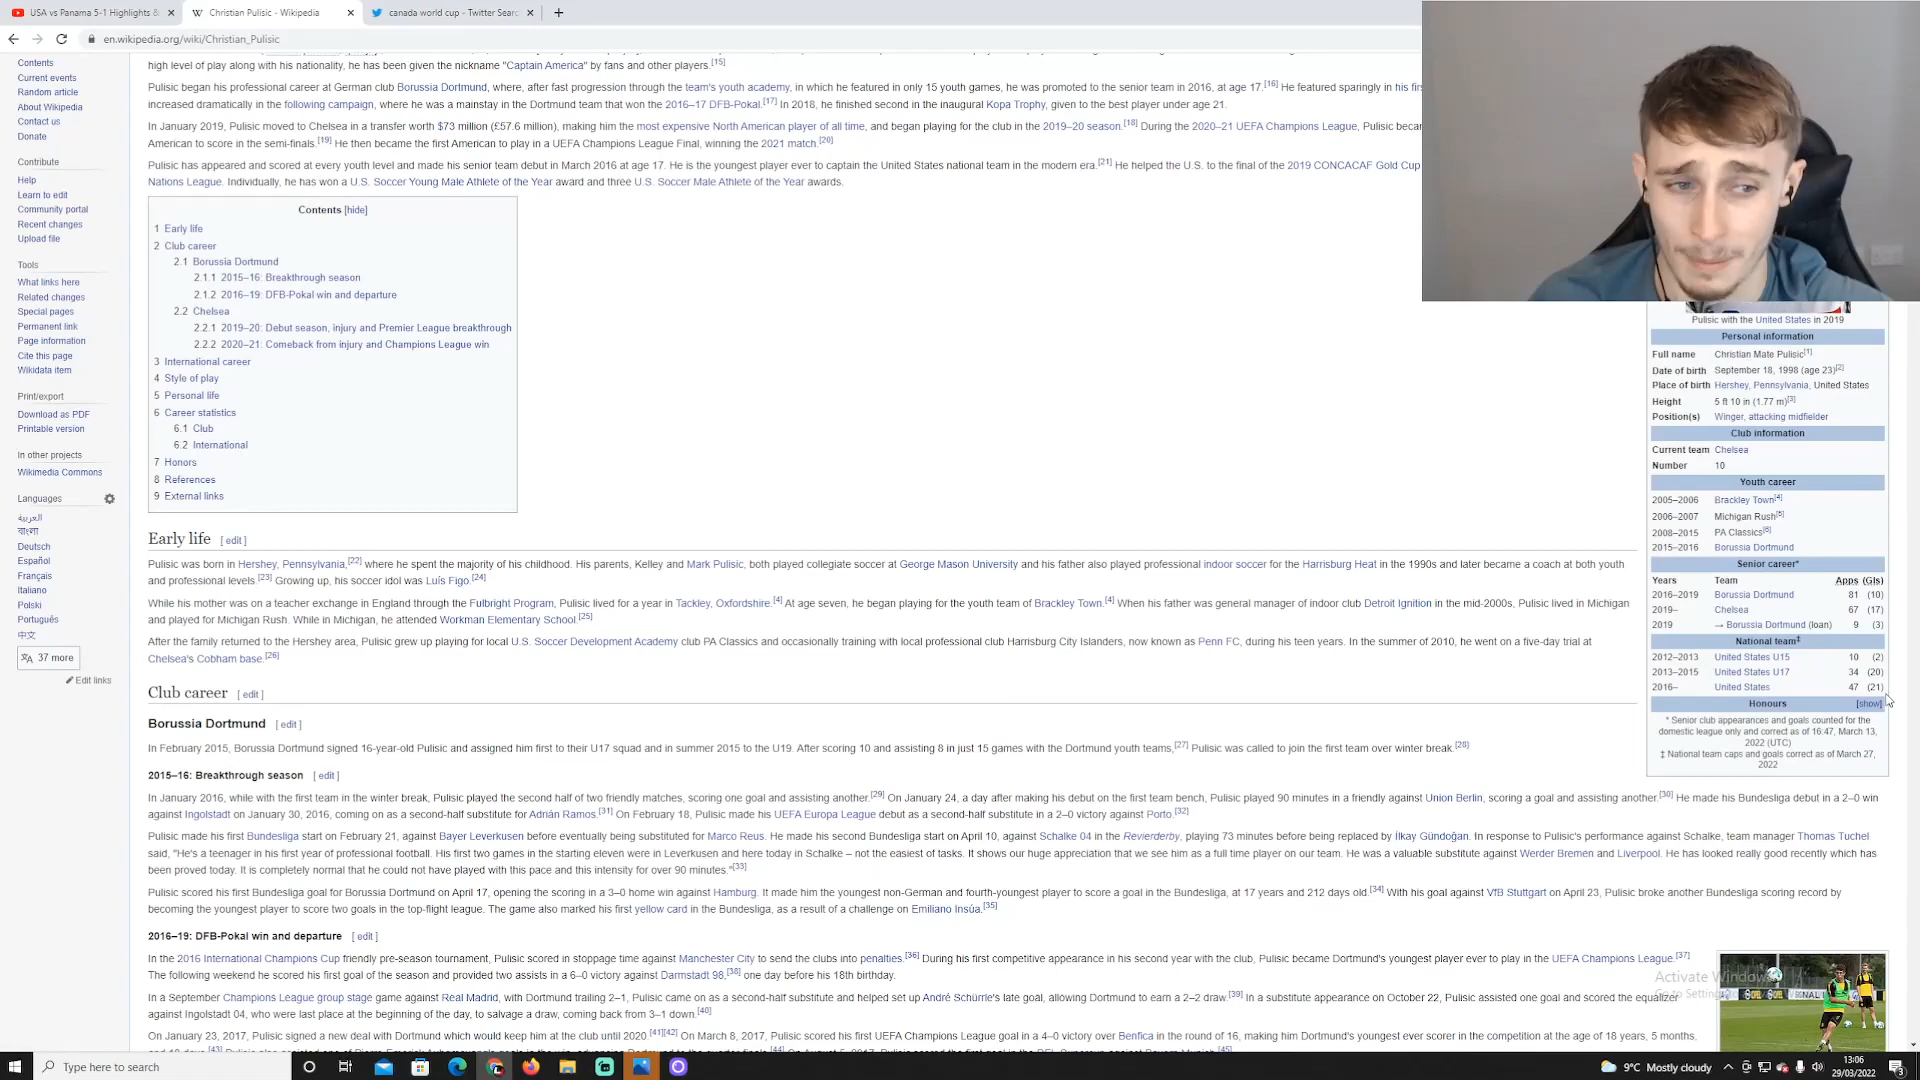 USA vs Panama 5-1 Highlights &
Christian Pulisic - Wikipedia
canada world cup - Twitter Searc
en.wikipedia.org/wiki/Christian_Pulisic
Contents
Current events
Random article
About Wikipedia
Contact us
Donate
Contribute
Help
Learn to edit
Community portal
Recent changes
Upload file
Tools
What links here
Related changes
Special pages
Permanent link
Page information
Cite this page
Wikidata item
Print/export
Download as PDF
Printable version
In other projects
Wikimedia Commons
Languages
العربية
বাংলা
Deutsch
Español
Français
Italiano
Polski
Português
中文
37 more
Edit links
high level of play along with his nationality, he has been given the nickname "Captain America" by fans and other players.[15]
Pulisic began his professional career at German club Borussia Dortmund, where, after fast progression through the team's youth academy, in which he featured in only 15 youth games, he was promoted to the senior team in 2016, at age 17.[16] He featured sparingly in his firs
increased dramatically in the following campaign, where he was a mainstay in the Dortmund team that won the 2016–17 DFB-Pokal.[17] In 2018, he finished second in the inaugural Kopa Trophy, given to the best player under age 21.
In January 2019, Pulisic moved to Chelsea in a transfer worth $73 million (£57.6 million), making him the most expensive North American player of all time, and began playing for the club in the 2019–20 season.[18] During the 2020–21 UEFA Champions League, Pulisic becar
American to score in the semi-finals.[19] He then became the first American to play in a UEFA Champions League Final, winning the 2021 match.[20]
Pulisic has appeared and scored at every youth level and made his senior team debut in March 2016 at age 17. He is the youngest player ever to captain the United States national team in the modern era.[21] He helped the U.S. to the final of the 2019 CONCACAF Gold Cup
Nations League. Individually, he has won a U.S. Soccer Young Male Athlete of the Year award and three U.S. Soccer Male Athlete of the Year awards.
Contents [hide]
1 Early life
2 Club career
2.1 Borussia Dortmund
2.1.1 2015–16: Breakthrough season
2.1.2 2016–19: DFB-Pokal win and departure
2.2 Chelsea
2.2.1 2019–20: Debut season, injury and Premier League breakthrough
2.2.2 2020–21: Comeback from injury and Champions League win
3 International career
4 Style of play
5 Personal life
6 Career statistics
6.1 Club
6.2 International
7 Honors
8 References
9 External links
Early life [ edit ]
Pulisic was born in Hershey, Pennsylvania,[22] where he spent the majority of his childhood. His parents, Kelley and Mark Pulisic, both played collegiate soccer at George Mason University and his father also played professional indoor soccer for the Harrisburg Heat in the 1990s and later became a coach at both youth
and professional levels.[23] Growing up, his soccer idol was Luís Figo.[24]
While his mother was on a teacher exchange in England through the Fulbright Program, Pulisic lived for a year in Tackley, Oxfordshire.[4] At age seven, he began playing for the youth team of Brackley Town.[4] When his father was general manager of indoor club Detroit Ignition in the mid-2000s, Pulisic lived in Michigan
and played for Michigan Rush. While in Michigan, he attended Workman Elementary School.[25]
After the family returned to the Hershey area, Pulisic grew up playing for local U.S. Soccer Development Academy club PA Classics and occasionally training with local professional club Harrisburg City Islanders, now known as Penn FC, during his teen years. In the summer of 2010, he went on a five-day trial at
Chelsea's Cobham base.[26]
Club career [ edit ]
Borussia Dortmund [ edit ]
In February 2015, Borussia Dortmund signed 16-year-old Pulisic and assigned him first to their U17 squad and in summer 2015 to the U19. After scoring 10 and assisting 8 in just 15 games with the Dortmund youth teams,[27] Pulisic was called to join the first team over winter break.[28]
2015–16: Breakthrough season [ edit ]
In January 2016, while with the first team in the winter break, Pulisic played the second half of two friendly matches, scoring one goal and assisting another.[29] On January 24, a day after making his debut on the first team bench, Pulisic played 90 minutes in a friendly against Union Berlin, scoring a goal and assisting another.[30] He made his Bundesliga debut in a 2–0 win
against Ingolstadt on January 30, 2016, coming on as a second-half substitute for Adrián Ramos.[31] On February 18, Pulisic made his UEFA Europa League debut as a second-half substitute in a 2–0 victory against Porto.[32]
Pulisic made his first Bundesliga start on February 21, against Bayer Leverkusen before eventually being substituted for Marco Reus. He made his second Bundesliga start on April 10, against Schalke 04 in the Revierderby, playing 73 minutes before being replaced by İlkay Gündoğan. In response to Pulisic's performance against Schalke, team manager Thomas Tuchel
said, "He's a teenager in his first year of professional football. His first two games in the starting eleven were in Leverkusen and here today in Schalke – not the easiest of tasks. It shows our huge appreciation that we see him as a full time player on our team. He was a valuable substitute against Werder Bremen and Liverpool. He has looked really good recently which has
been proved today. It is completely normal that he could not have played with this pace and this intensity for over 90 minutes."[33]
Pulisic scored his first Bundesliga goal for Borussia Dortmund on April 17, opening the scoring in a 3–0 home win against Hamburg. It made him the youngest non-German and fourth-youngest player to score a goal in the Bundesliga, at 17 years and 212 days old.[34] With his goal against VfB Stuttgart on April 23, Pulisic broke another Bundesliga scoring record by
becoming the youngest player to score two goals in the top-flight league. The game also marked his first yellow card in the Bundesliga, as a result of a challenge on Emiliano Insúa.[35]
2016–19: DFB-Pokal win and departure [ edit ]
In the 2016 International Champions Cup friendly pre-season tournament, Pulisic scored in stoppage time against Manchester City to send the clubs into penalties.[36] During his first competitive appearance in his second year with the club, Pulisic became Dortmund's youngest player ever to play in the UEFA Champions League.[37]
The following weekend he scored his first goal of the season and provided two assists in a 6–0 victory against Darmstadt 98,[38] one day before his 18th birthday.
In a September Champions League group stage game against Real Madrid, with Dortmund trailing 2–1, Pulisic came on as a second-half substitute and helped set up André Schürrle's late goal, allowing Dortmund to earn a 2–2 draw.[39] In a substitute appearance on October 22, Pulisic assisted one goal and scored the equalizer
against Ingolstadt 04, who were last place at the beginning of the day, to salvage a draw, coming back from 3–1 down.[40]
On January 23, 2017, Pulisic signed a new deal with Dortmund which would keep him at the club until 2020.[41][42] On March 8, 2017, Pulisic scored his first UEFA Champions League goal in a 4–0 victory over Benfica in the round of 16, making him Dortmund's youngest ever scorer in the competition at the age of 18 years, 5 months,
Pulisic with the United States in 2019
Personal information
Full name Christian Mate Pulisic[1]
Date of birth September 18, 1998 (age 23)[2]
Place of birth Hershey, Pennsylvania, United States
Height 5 ft 10 in (1.77 m)[3]
Position(s) Winger, attacking midfielder
Club information
Current team Chelsea
Number 10
Youth career
2005–2006 Brackley Town[4]
2006–2007 Michigan Rush[5]
2008–2015 PA Classics[6]
2015–2016 Borussia Dortmund
Senior career*
Years Team Apps (Gls)
2016–2019 Borussia Dortmund 81 (10)
2019– Chelsea 67 (17)
2019 → Borussia Dortmund (loan) 9 (3)
National team‡
2012–2013 United States U15 10 (2)
2013–2015 United States U17 34 (20)
2016– United States 47 (21)
Honours [show]
* Senior club appearances and goals counted for the
domestic league only and correct as of 16:47, March 13,
2022 (UTC)
‡ National team caps and goals correct as of March 27,
2022
Activate Windows
Type here to search
9°C Mostly cloudy
13:06
29/03/2022